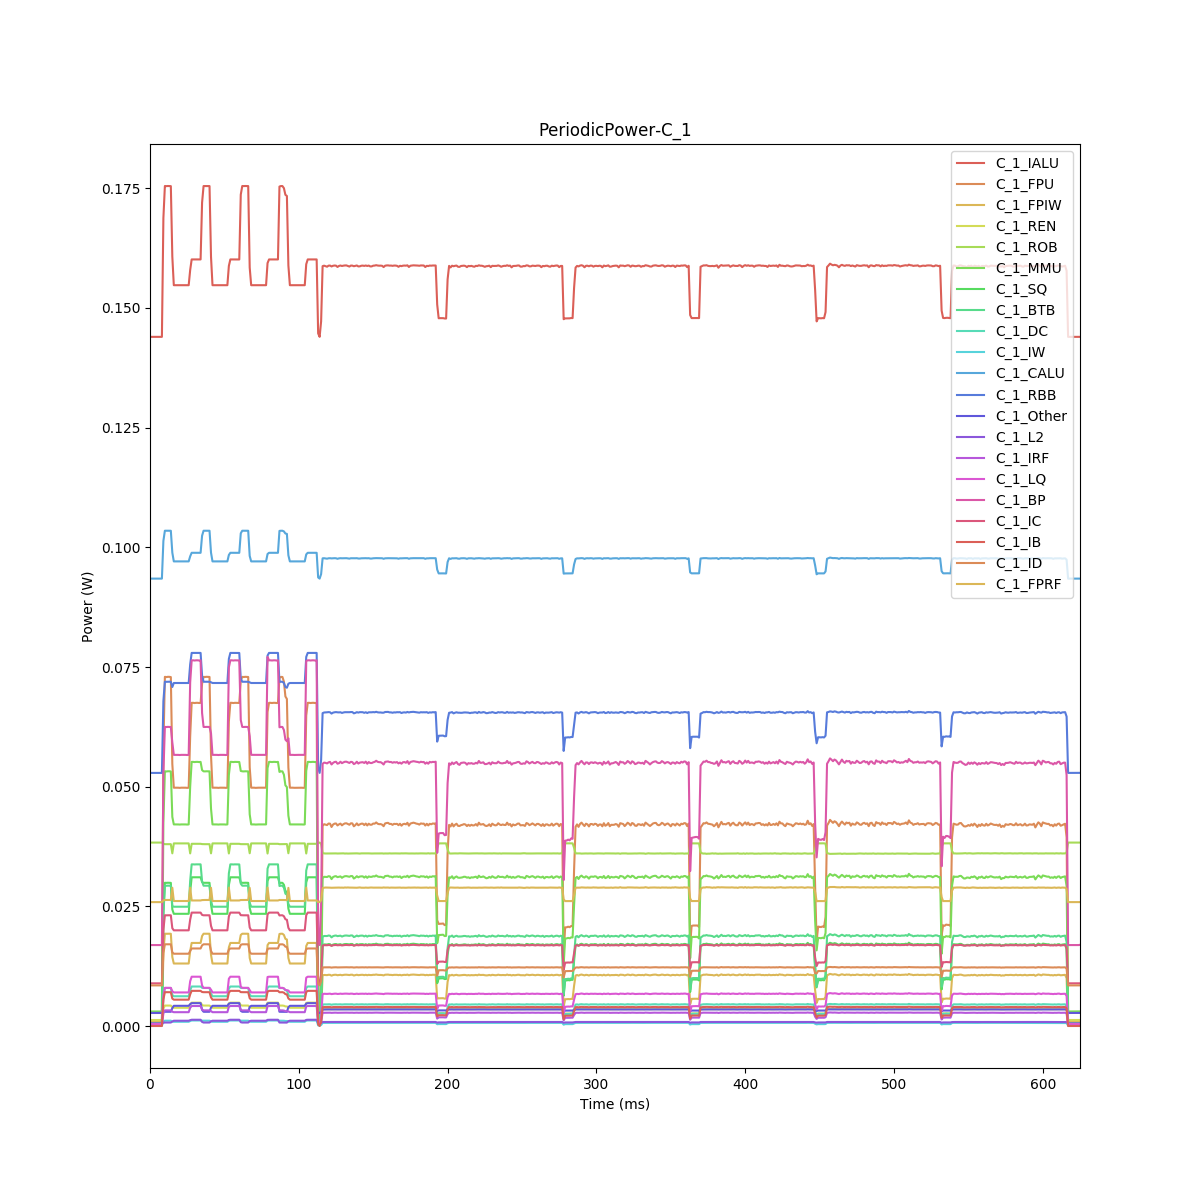 PeriodicPower-C_1
0.175
0.150
0.125
0.100
0.075
0.050
0.025
0.000
Power (W)
0
100
200
300
400
500
600
Time (ms)
C_1_IALU
C_1_FPU
C_1_FPIW
C_1_REN
C_1_ROB
C_1_MMU
C_1_SQ
C_1_BTB
C_1_DC
C_1_IW
C_1_CALU
C_1_RBB
C_1_Other
C_1_L2
C_1_IRF
C_1_LQ
C_1_BP
C_1_IC
C_1_IB
C_1_ID
C_1_FPRF